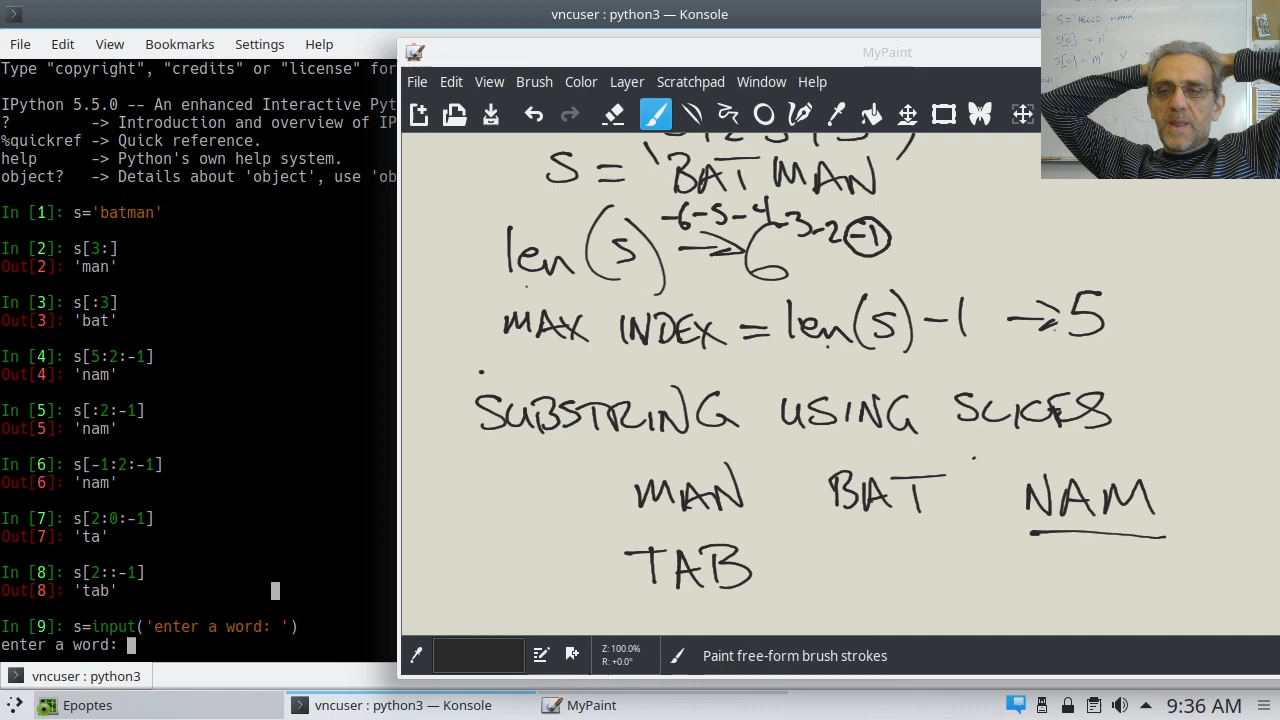 vncuser : python3 — Konsole
File Edit View Bookmarks Settings Help
Type "copyright", "credits" or "license" for
IPython 5.5.0 -- An enhanced Interactive Pyt
? -> Introduction and overview of IP
%quickref -> Quick reference.
help -> Python's own help system.
object? -> Details about 'object', use 'ob
In [1]: s='batman'
In [2]: s[3:]
Out[2]: 'man'
In [3]: s[:3]
Out[3]: 'bat'
In [4]: s[5:2:-1]
Out[4]: 'nam'
In [5]: s[:2:-1]
Out[5]: 'nam'
In [6]: s[-1:2:-1]
Out[6]: 'nam'
In [7]: s[2:0:-1]
Out[7]: 'ta'
In [8]: s[2::-1]
Out[8]: 'tab'
In [9]: s=input('enter a word: ')
enter a word:
vncuser : python3
MyPaint
File Edit View Brush Color Layer Scratchpad Window Help
S = 'BATMAN'
-6-5-4-3-2-1
len(s) → 6
MAX INDEX = len(s)-1 → 5
SUBSTRING USING SLICES
MAN BAT NAM
TAB
Z: 100.0%
R: +0.0°
Paint free-form brush strokes
S='HELLO
s[0] → 'H'
Epoptes
vncuser : python3 — Konsole
MyPaint
9:36 AM